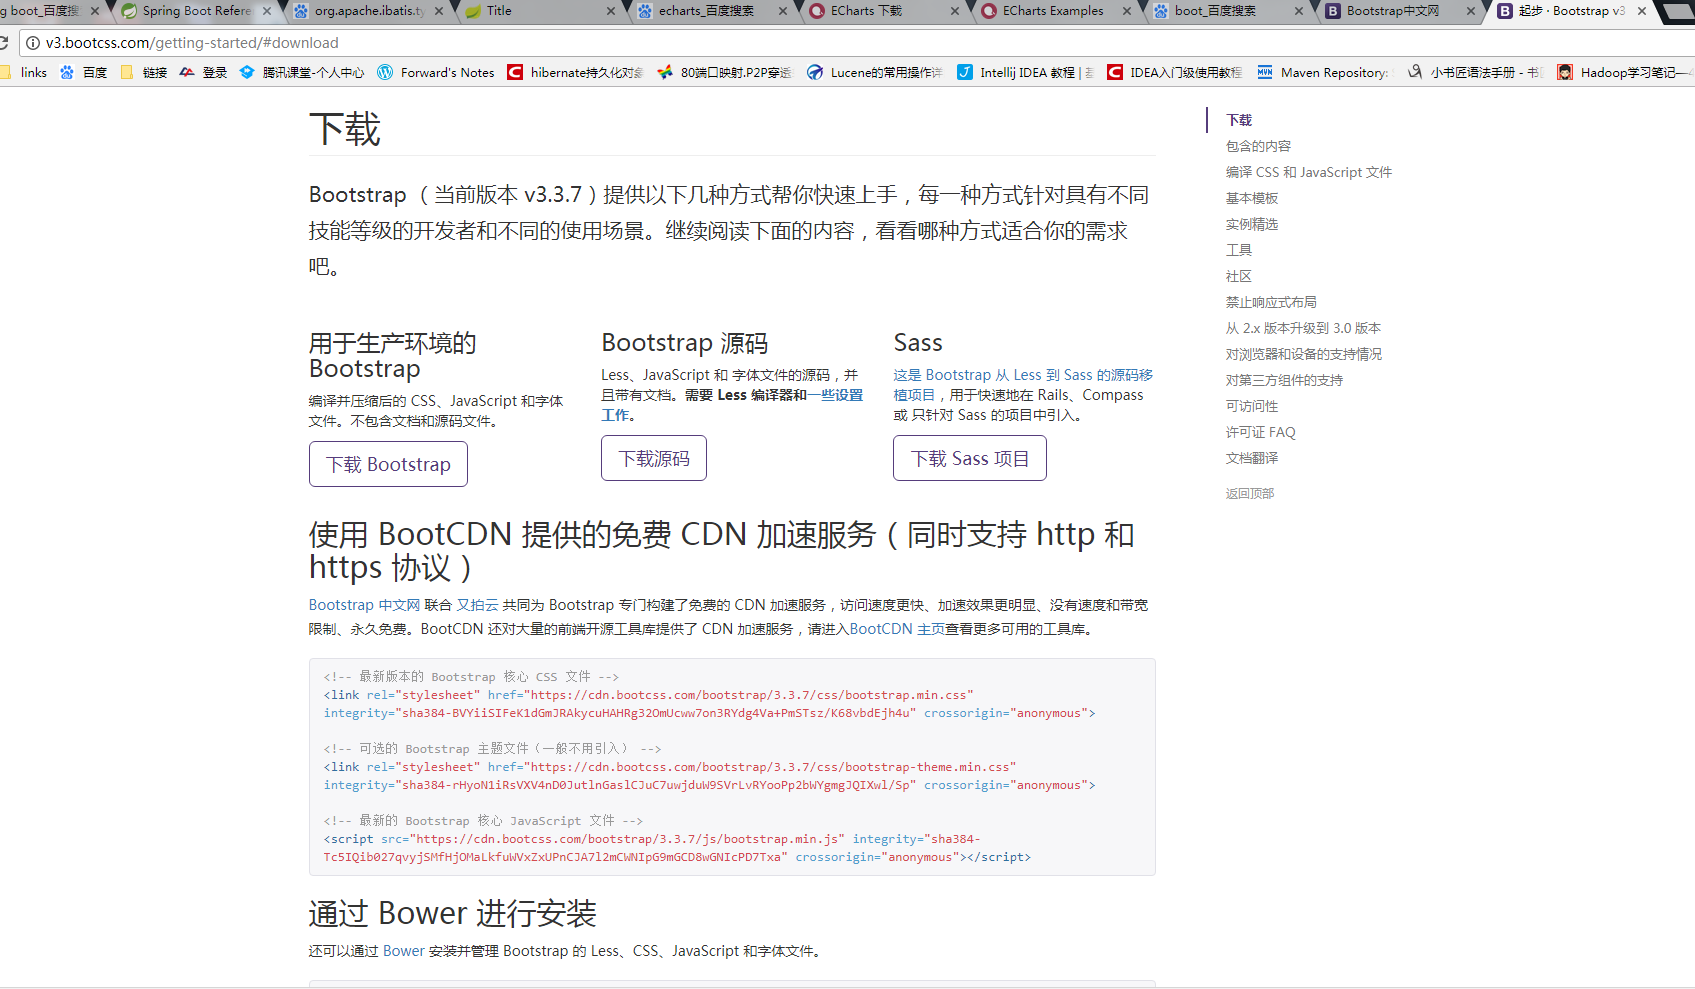 g boot_百度搜
Spring Boot Refere
org.apache.ibatis.ty
Title
echarts_百度搜索
ECharts 下载
ECharts Examples
boot_百度搜索
Bootstrap中文网
起步 · Bootstrap v3
v3.bootcss.com/getting-started/#download
links
百度
链接
登录
腾讯课堂-个人中心
Forward's Notes
hibernate持久化对象
80端口映射.P2P穿透
Lucene的常用操作详
Intellij IDEA 教程 | 基
IDEA入门级使用教程
Maven Repository:
小书匠语法手册 - 书匠
Hadoop学习笔记—4
下载
Bootstrap （当前版本 v3.3.7）提供以下几种方式帮你快速上手，每一种方式针对具有不同
技能等级的开发者和不同的使用场景。继续阅读下面的内容，看看哪种方式适合你的需求
吧。
用于生产环境的
Bootstrap
编译并压缩后的 CSS、JavaScript 和字体
文件。不包含文档和源码文件。
下载 Bootstrap
Bootstrap 源码
Less、JavaScript 和 字体文件的源码，并
且带有文档。需要 Less 编译器和一些设置
工作。
下载源码
Sass
这是 Bootstrap 从 Less 到 Sass 的源码移
植项目，用于快速地在 Rails、Compass
或 只针对 Sass 的项目中引入。
下载 Sass 项目
使用 BootCDN 提供的免费 CDN 加速服务（同时支持 http 和
https 协议）
Bootstrap 中文网 联合 又拍云 共同为 Bootstrap 专门构建了免费的 CDN 加速服务，访问速度更快、加速效果更明显、没有速度和带宽
限制、永久免费。BootCDN 还对大量的前端开源工具库提供了 CDN 加速服务，请进入BootCDN 主页查看更多可用的工具库。
<!-- 最新版本的 Bootstrap 核心 CSS 文件 -->
<link rel="stylesheet" href="https://cdn.bootcss.com/bootstrap/3.3.7/css/bootstrap.min.css"
integrity="sha384-BVYiiSIFeK1dGmJRAkycuHAHRg32OmUcww7on3RYdg4Va+PmSTsz/K68vbdEjh4u" crossorigin="anonymous">
<!-- 可选的 Bootstrap 主题文件（一般不用引入） -->
<link rel="stylesheet" href="https://cdn.bootcss.com/bootstrap/3.3.7/css/bootstrap-theme.min.css"
integrity="sha384-rHyoN1iRsVXV4nD0JutlnGaslCJuC7uwjduW9SVrLvRYooPp2bWYgmgJQIXwl/Sp" crossorigin="anonymous">
<!-- 最新的 Bootstrap 核心 JavaScript 文件 -->
<script src="https://cdn.bootcss.com/bootstrap/3.3.7/js/bootstrap.min.js" integrity="sha384-
Tc5IQib027qvyjSMfHjOMaLkfuWVxZxUPnCJA7l2mCWNIpG9mGCD8wGNIcPD7Txa" crossorigin="anonymous"></script>
通过 Bower 进行安装
还可以通过 Bower 安装并管理 Bootstrap 的 Less、CSS、JavaScript 和字体文件。
下载
包含的内容
编译 CSS 和 JavaScript 文件
基本模板
实例精选
工具
社区
禁止响应式布局
从 2.x 版本升级到 3.0 版本
对浏览器和设备的支持情况
对第三方组件的支持
可访问性
许可证 FAQ
文档翻译
返回顶部